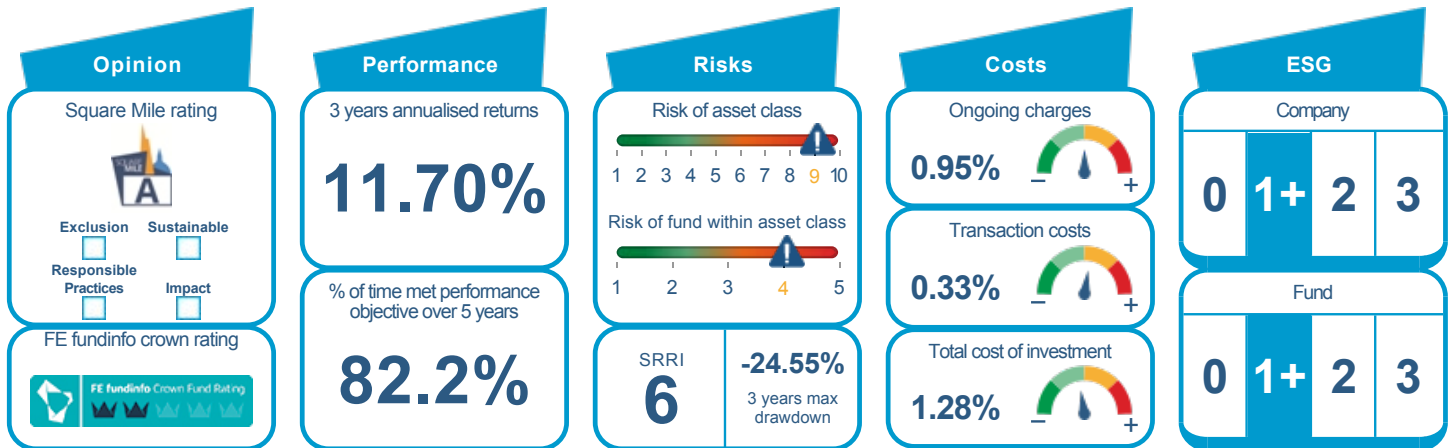 Opinion
Square Mile rating
SQUARE
MILE
A
Exclusion
Sustainable
Responsible
Practices
Impact
FE fundinfo crown rating
FE fundinfo Crown Fund Rating
Performance
3 years annualised returns
11.70%
% of time met performance
objective over 5 years
82.2%
Risks
Risk of asset class
1 2 3 4 5 6 7 8 9 10
Risk of fund within asset class
1 2 3 4 5
SRRI
6
-24.55%
3 years max
drawdown
Costs
Ongoing charges
0.95%
− +
Transaction costs
0.33%
− +
Total cost of investment
1.28%
− +
ESG
Company
0 1+ 2 3
Fund
0 1+ 2 3